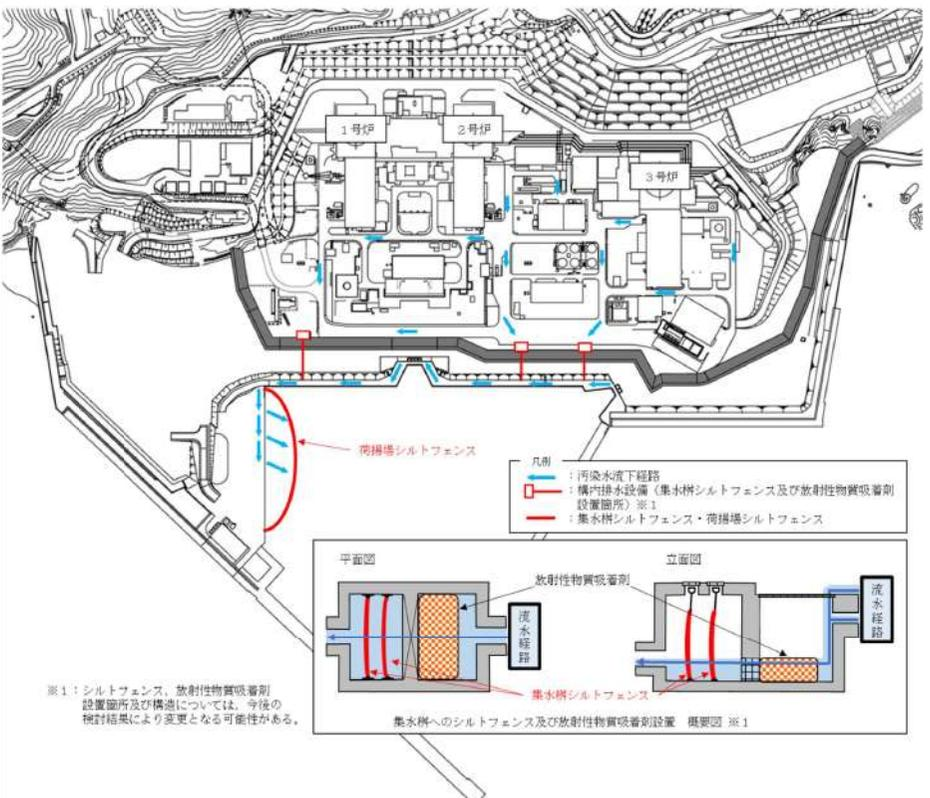 1号炉
2号炉
3号炉
荷揚場シルトフェンス
凡例
：汚染水流下経路
：構内排水設備（集水桝シルトフェンス及び放射性物質吸着剤
設置箇所）※1
：集水桝シルトフェンス・荷揚場シルトフェンス
平面図
立面図
放射性物質吸着剤
流水経路
流水経路
集水桝シルトフェンス
集水桝へのシルトフェンス及び放射性物質吸着剤設置　概要図 ※1
※1：シルトフェンス、放射性物質吸着剤
設置箇所及び構造については、今後の
検討結果により変更となる可能性がある。